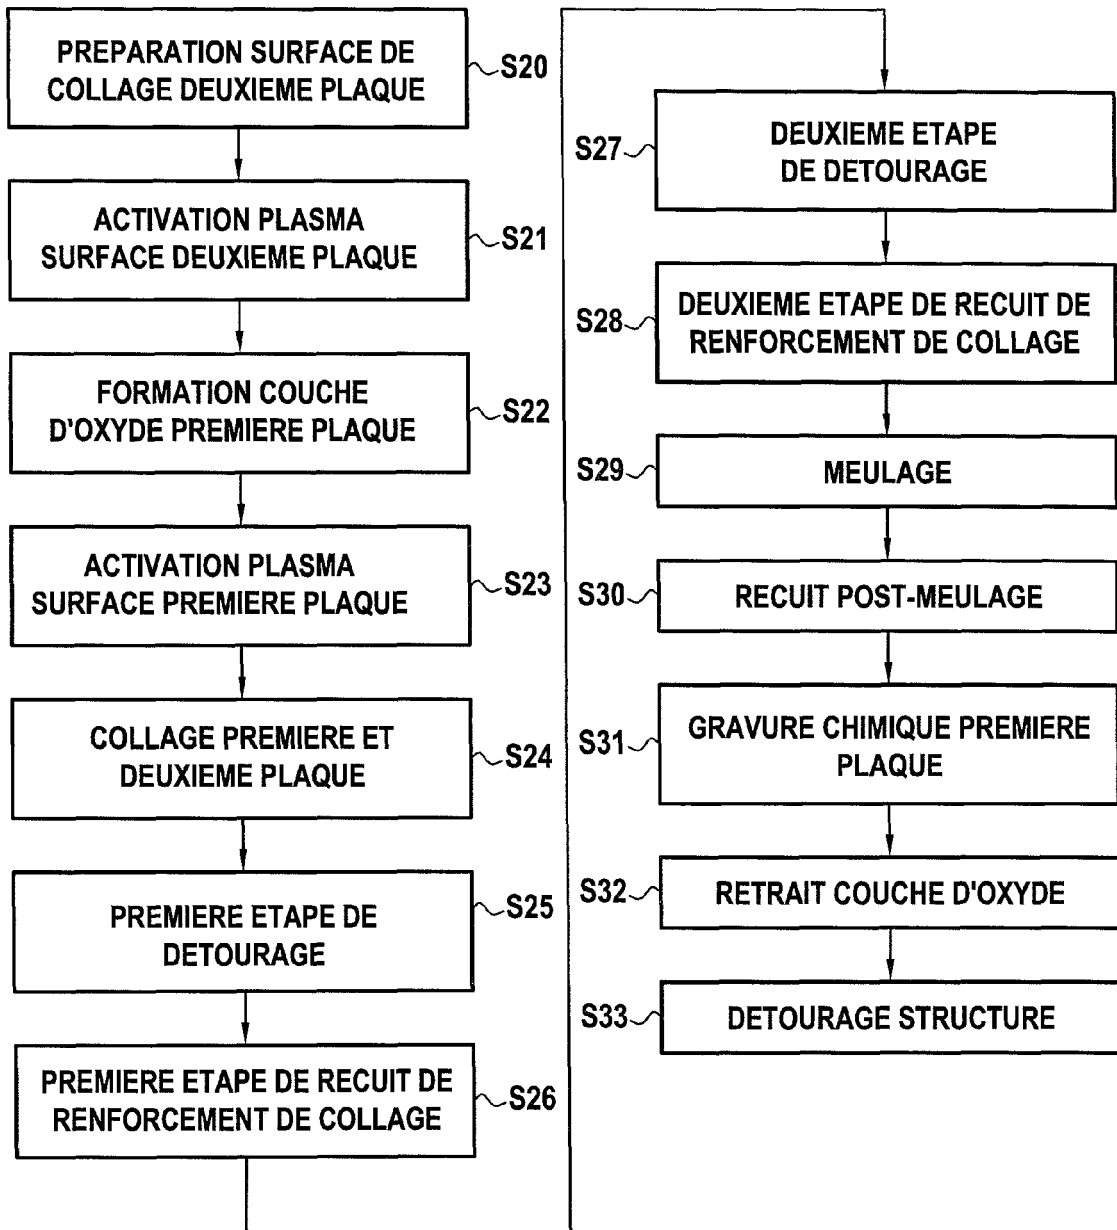 PREPARATION SURFACE DE
COLLAGE DEUXIEME PLAQUE
S20
ACTIVATION PLASMA
SURFACE DEUXIEME PLAQUE
S21
FORMATION COUCHE
D'OXYDE PREMIERE PLAQUE
S22
ACTIVATION PLASMA
SURFACE PREMIERE PLAQUE
S23
COLLAGE PREMIERE ET
DEUXIEME PLAQUE
S24
PREMIERE ETAPE DE
DETOURAGE
S25
PREMIERE ETAPE DE RECUIT DE
RENFORCEMENT DE COLLAGE
S26
S27
DEUXIEME ETAPE
DE DETOURAGE
S28
DEUXIEME ETAPE DE RECUIT DE
RENFORCEMENT DE COLLAGE
S29
MEULAGE
S30
RECUIT POST-MEULAGE
S31
GRAVURE CHIMIQUE PREMIERE
PLAQUE
S32
RETRAIT COUCHE D'OXYDE
S33
DETOURAGE STRUCTURE